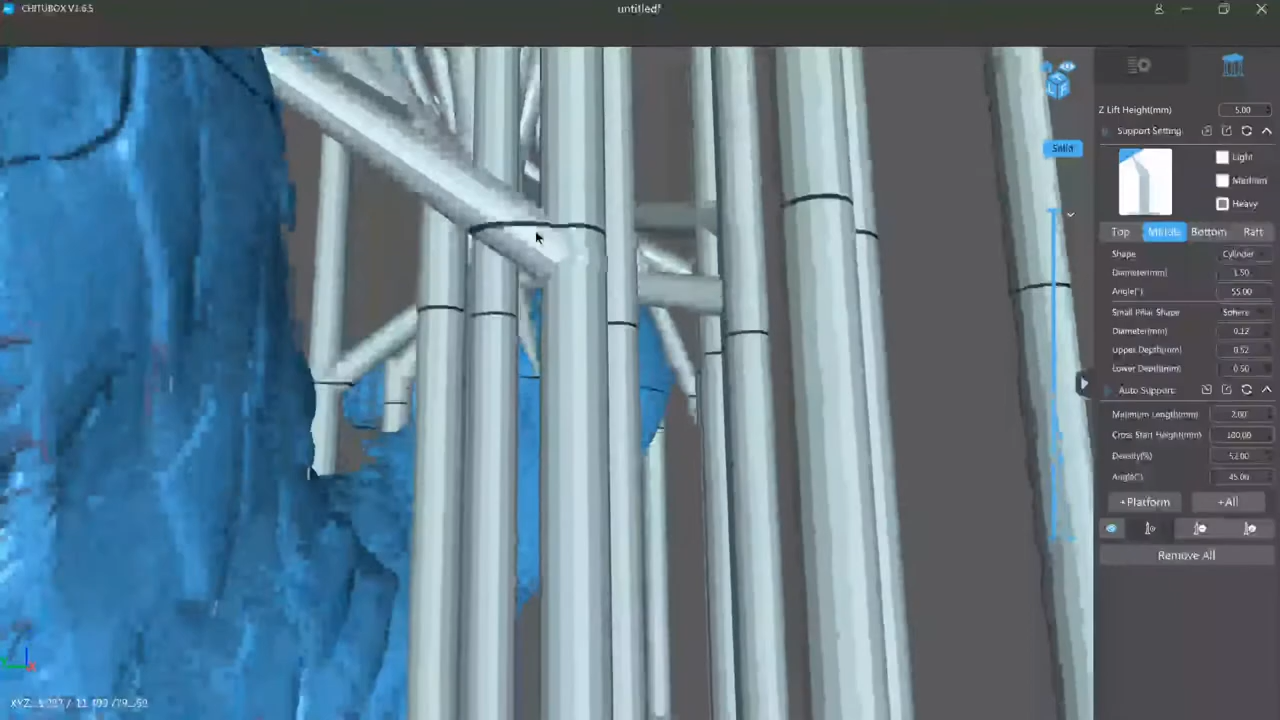 CHITUBOX V1.6.5
untitled*
Z Lift Height(mm) 5.00
Solid
Support Setting
Light
Medium
Heavy
Top Middle Bottom Raft
Shape Cylinder
Diameter(mm) 1.50
Angle(°) 55.00
Small Pillar Shape Sphere
Diameter(mm)
Upper Depth(mm)
Lower Depth(mm)
Auto Support
Minimum Length(mm) 2.00
Cross Start Height(mm) 100.00
Density(%) 52.00
Angle(°) 45.00
+Platform +All
Remove All